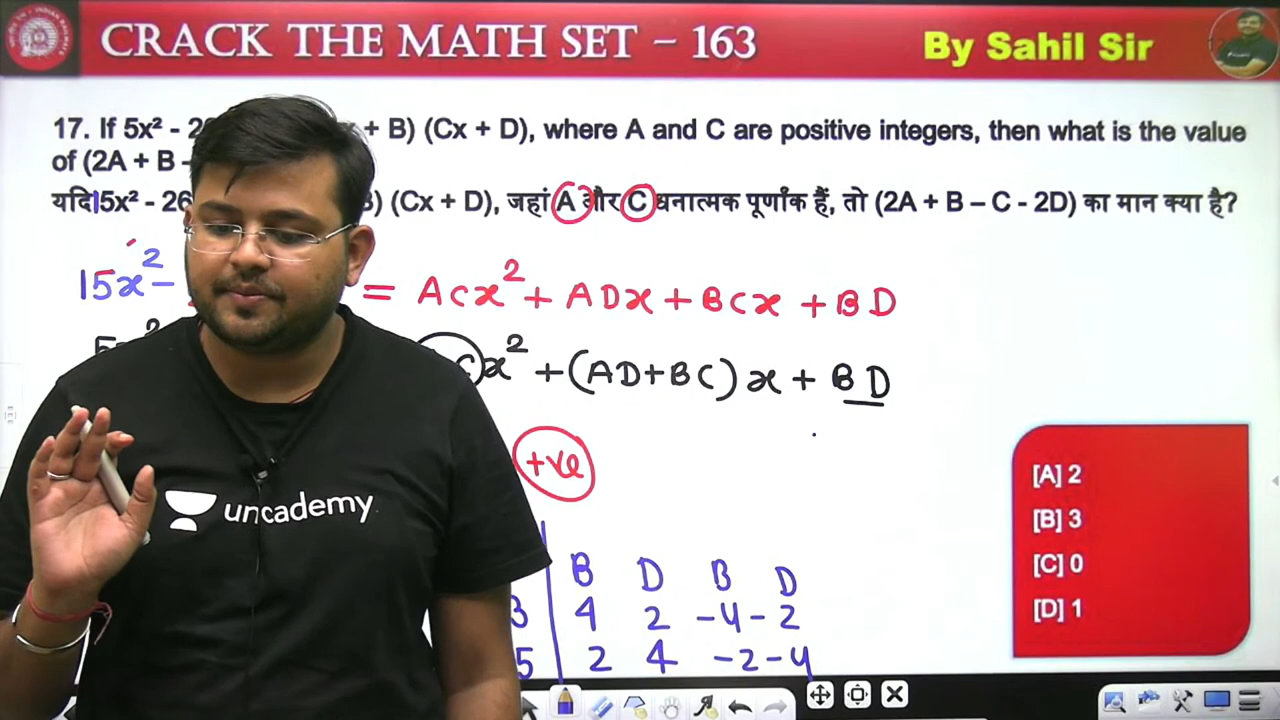 CRACK THE MATH SET - 163
By Sahil Sir
17. If 5x² - 2 + B) (Cx + D), where A and C are positive integers, then what is the value
of (2A + B -
यदि 15x² - 26 B) (Cx + D), जहां A और C धनात्मक पूर्णांक हैं, तो (2A + B – C - 2D) का मान क्या है?
15x² - = ACx² + ADx + BCx + BD
x² + (AD+BC)x + BD
+ve
B D B D
3 4 2 -4 -2
5 2 4 -2 -4
[A] 2
[B] 3
[C] 0
[D] 1
unacademy